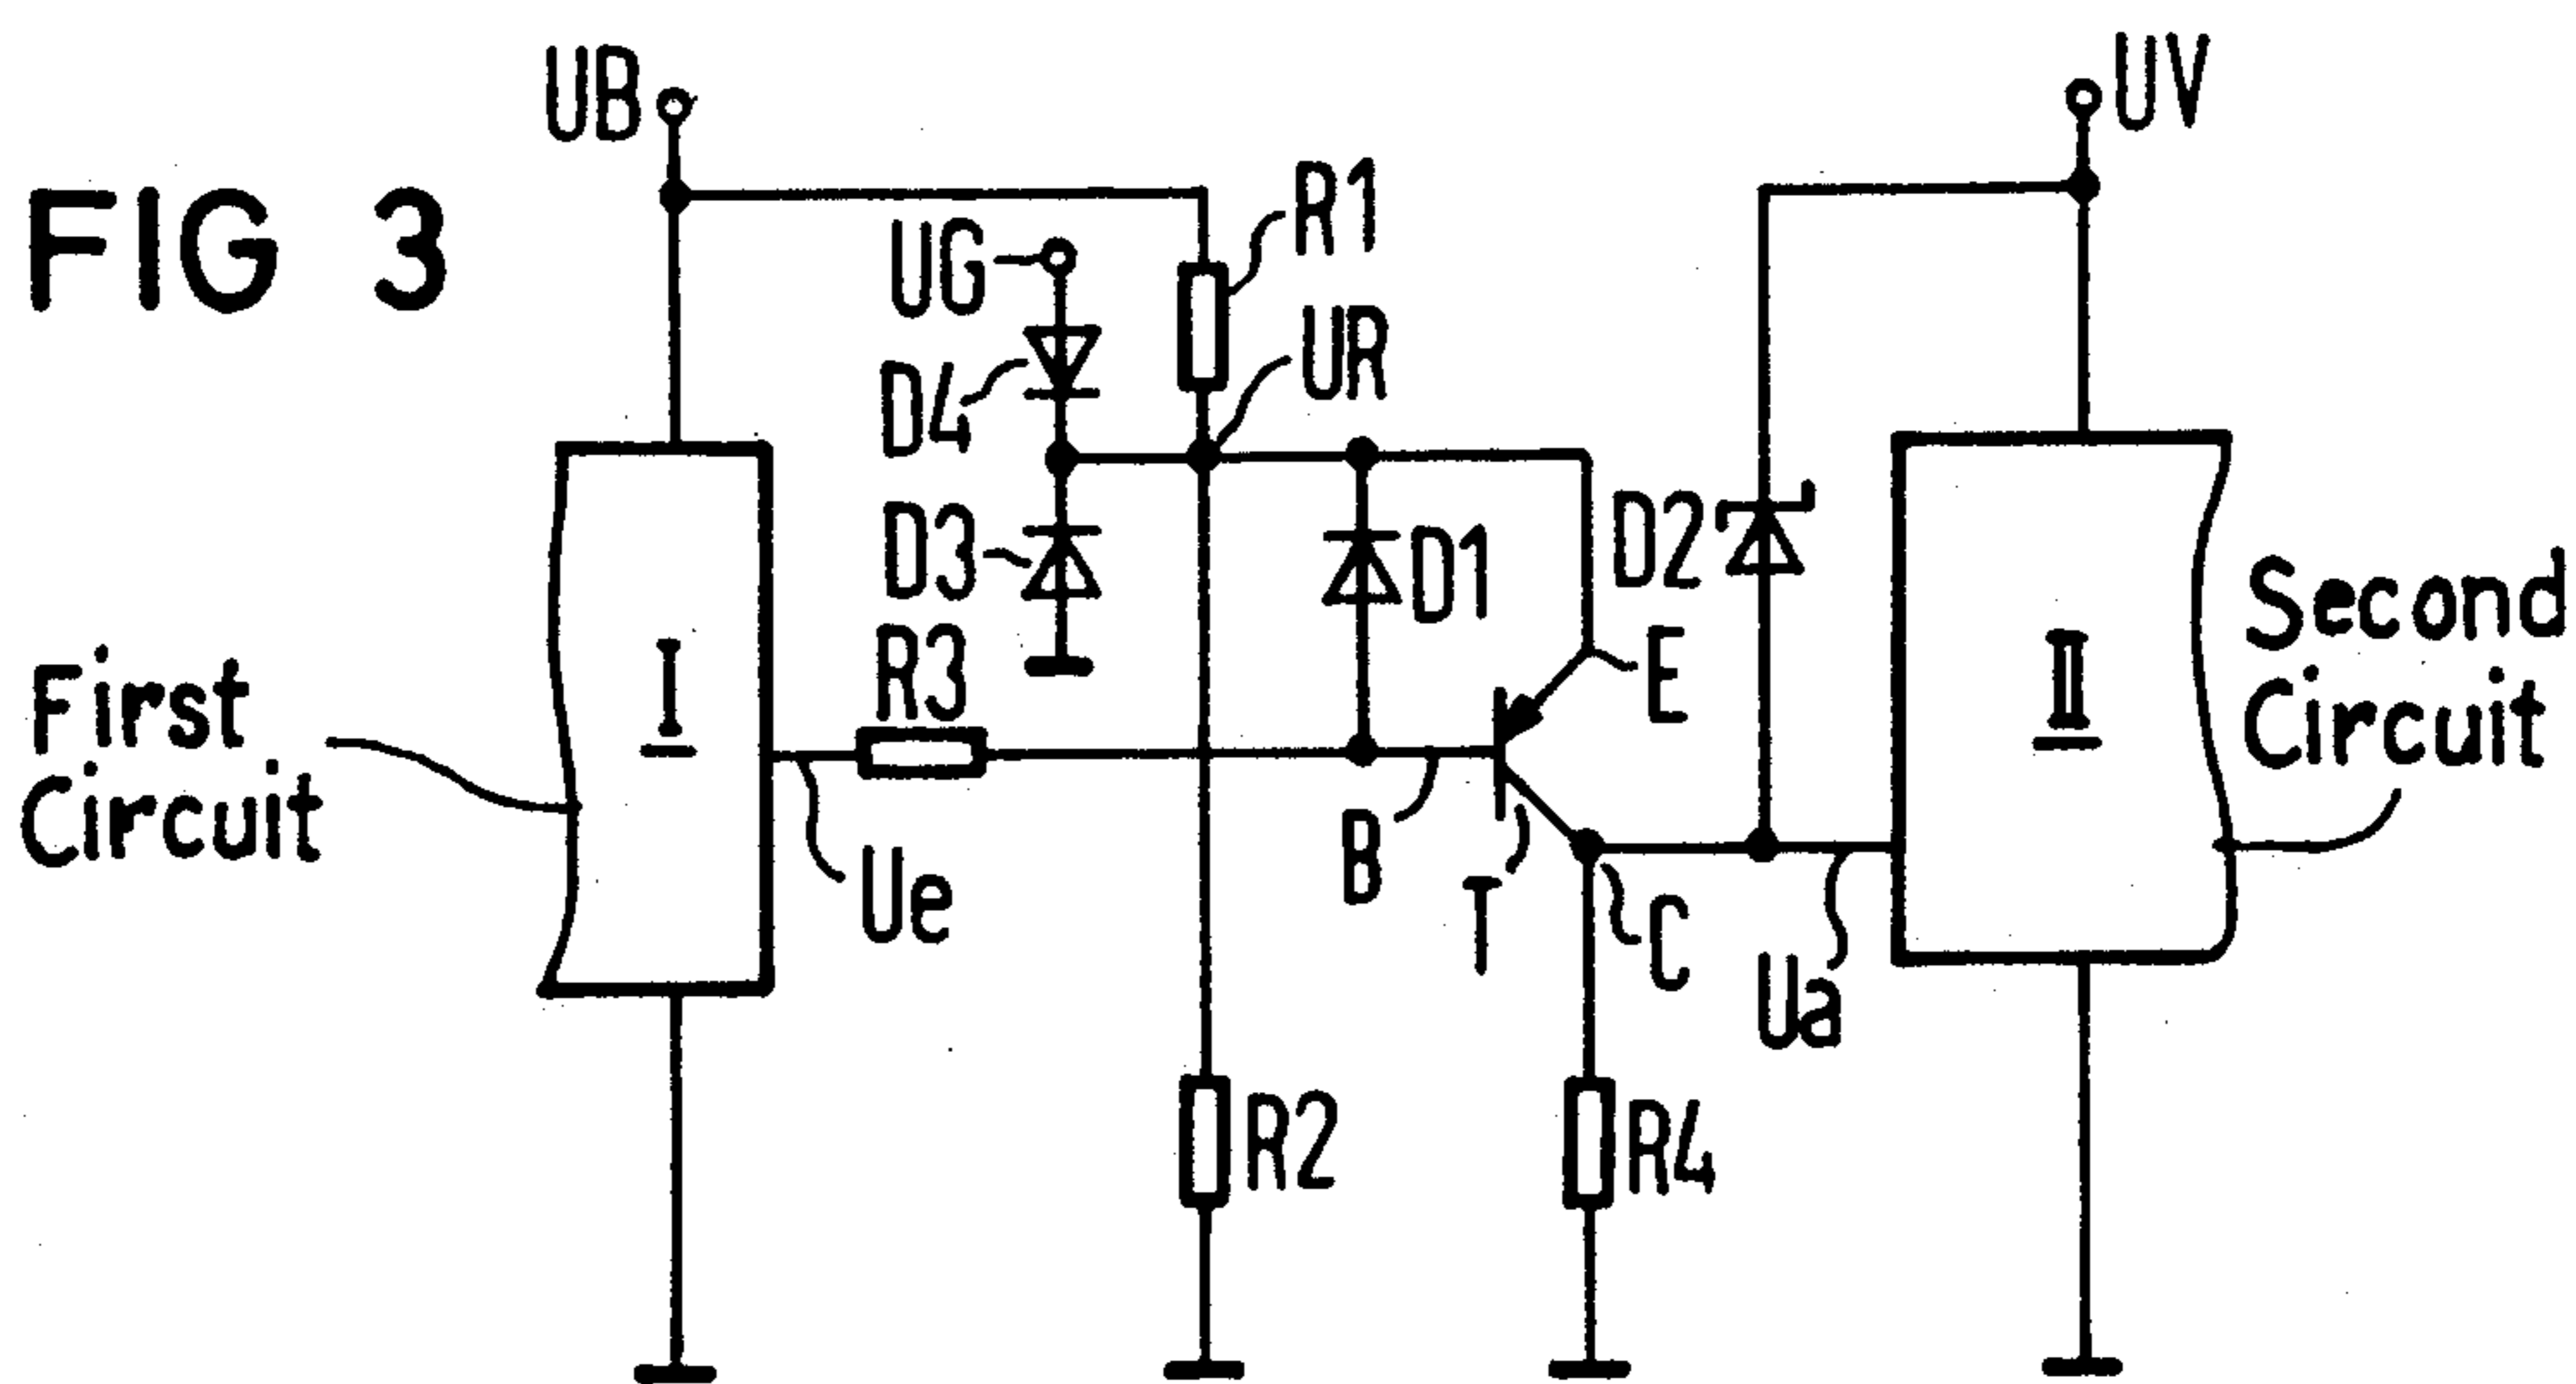 FIG 3
UB
UG
D4
D3
R1
UR
R3
D1
D2
UV
E
First
Circuit
I
Ue
B
T
C
Ua
II
Second
Circuit
R2
R4